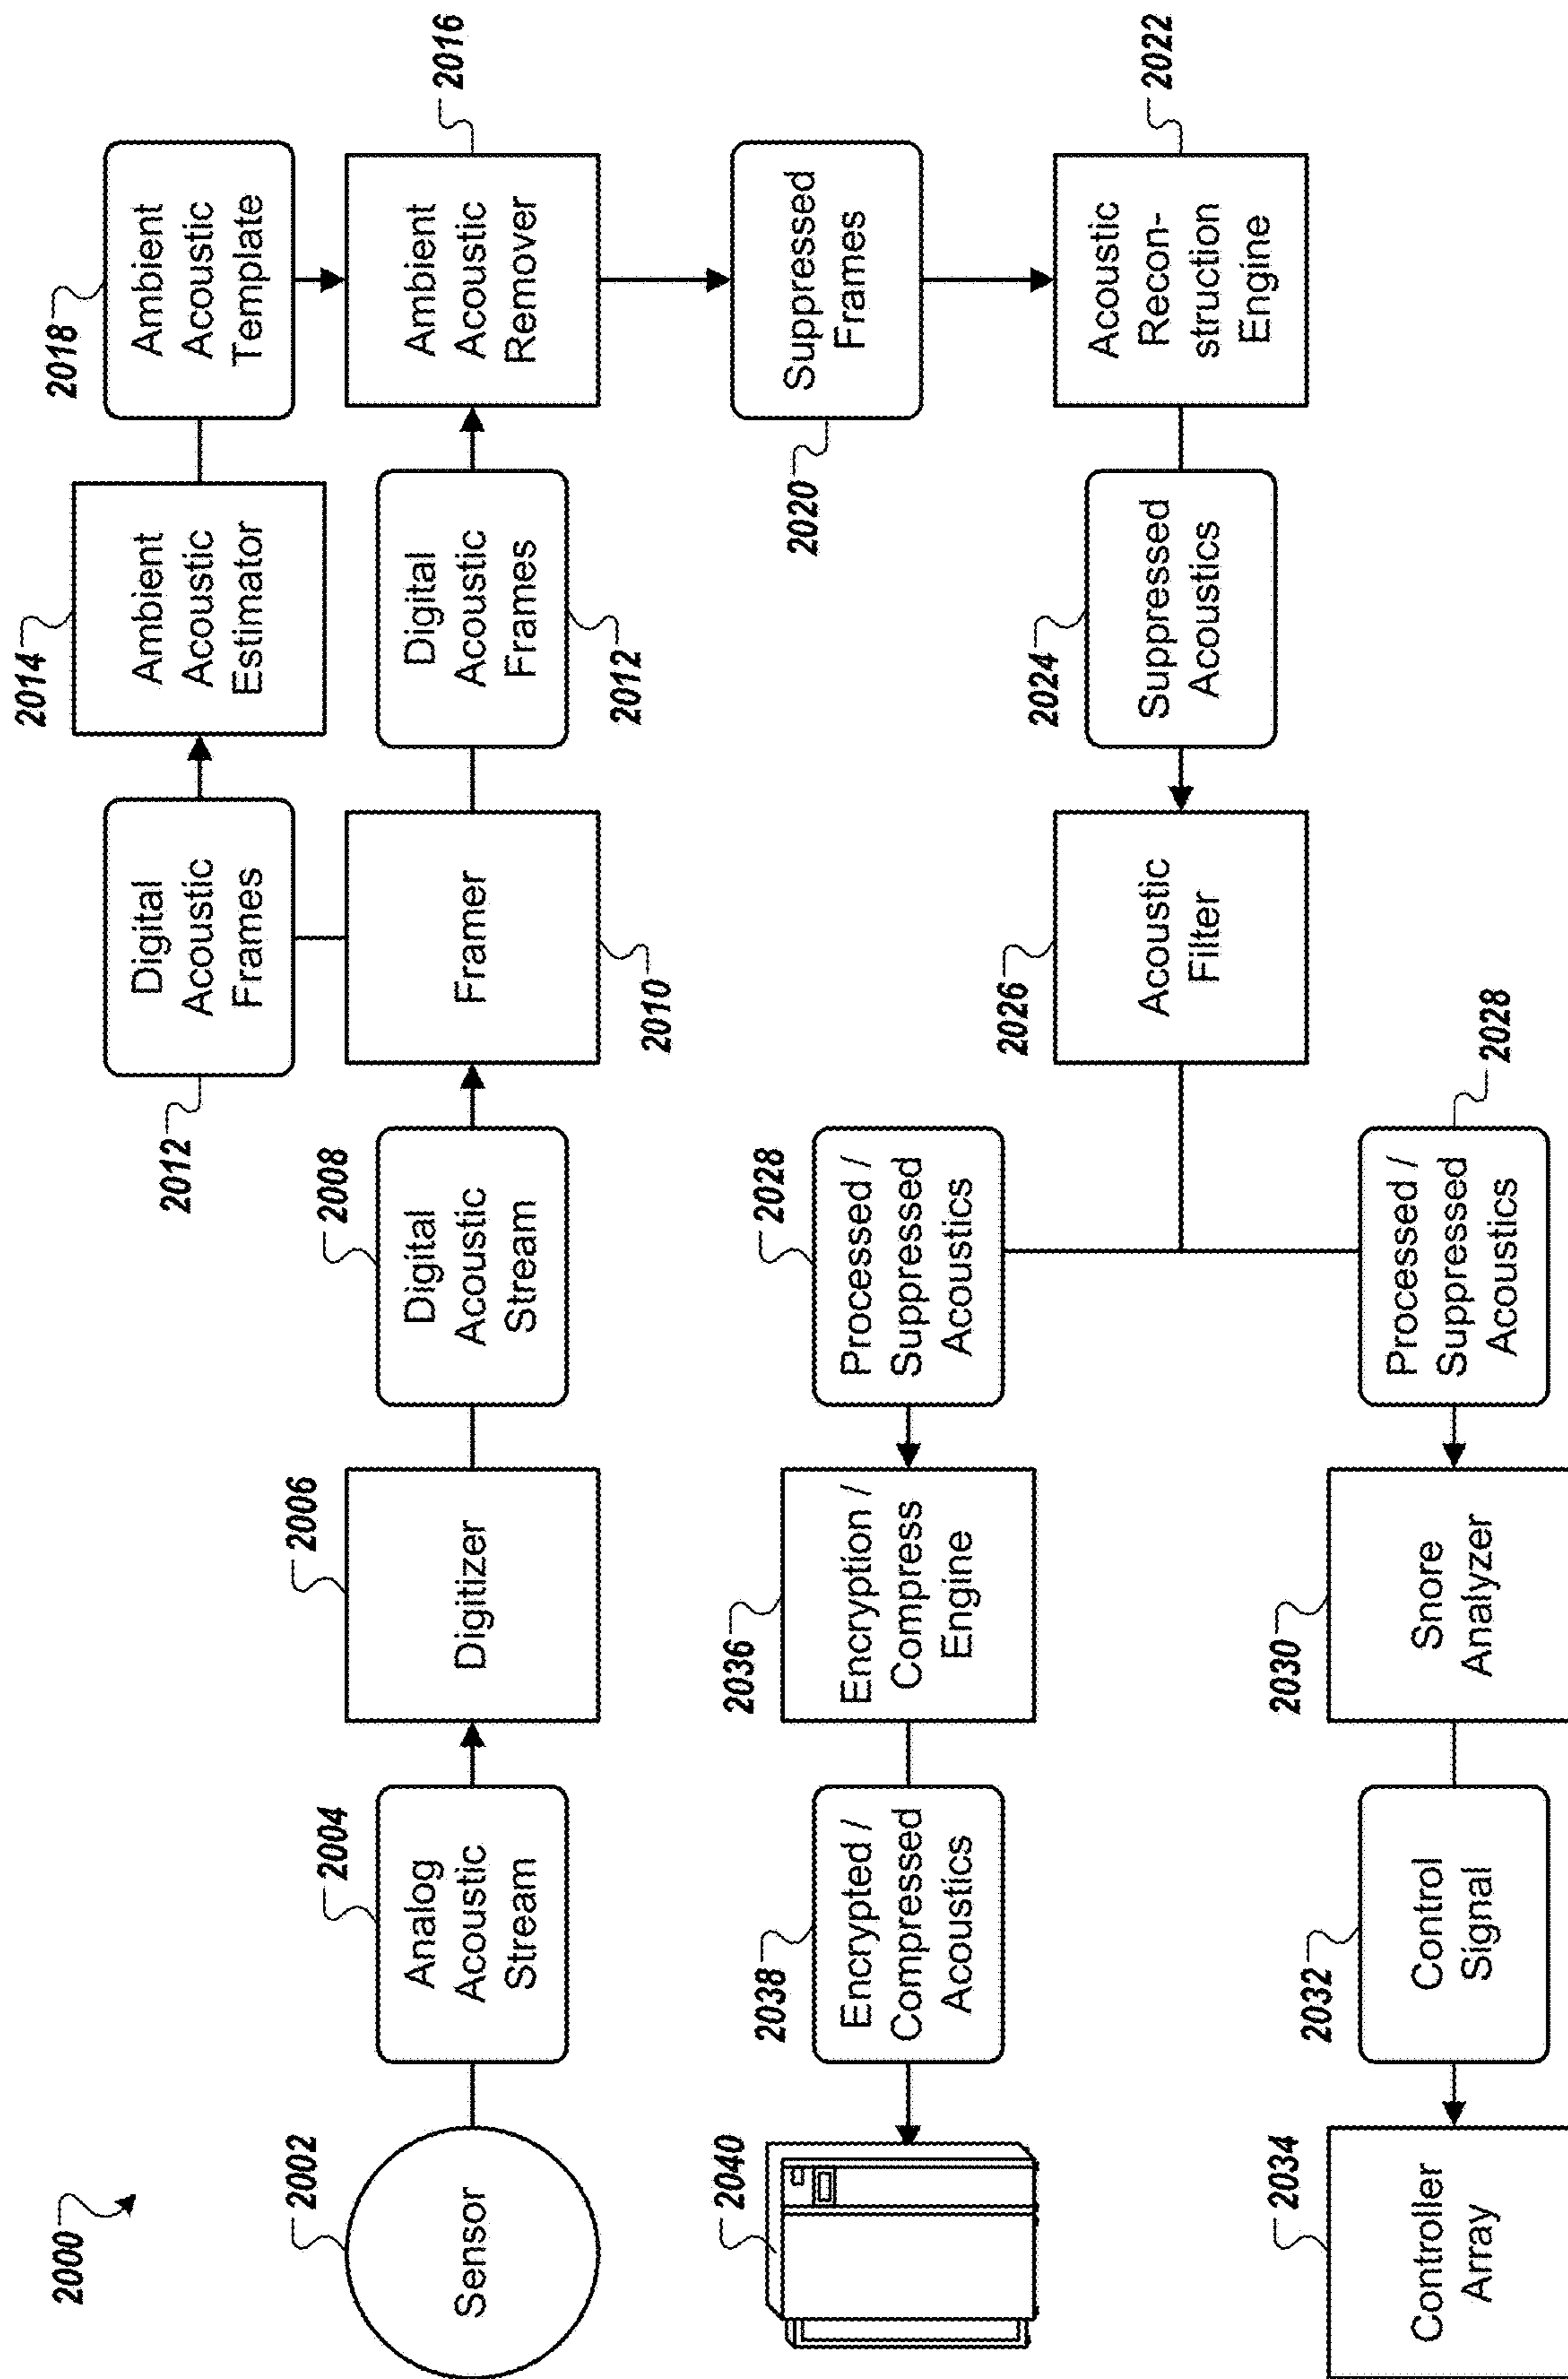 2000
2002
Sensor
2004
Analog
Acoustic
Stream
2006
Digitizer
2008
Digital
Acoustic
Stream
2010
Framer
2012
Digital
Acoustic
Frames
2014
Ambient
Acoustic
Estimator
2018
Ambient
Acoustic
Template
Digital
Acoustic
Frames
2012
2016
Ambient
Acoustic
Remover
Suppressed
Frames
2020
2022
Acoustic
Recon-
struction
Engine
2024
Suppressed
Acoustics
2026
Acoustic
Filter
2028
Processed /
Suppressed
Acoustics
2036
Encryption /
Compress
Engine
2038
Encrypted /
Compressed
Acoustics
2040
2028
Processed /
Suppressed
Acoustics
2030
Snore
Analyzer
2032
Control
Signal
2034
Controller
Array